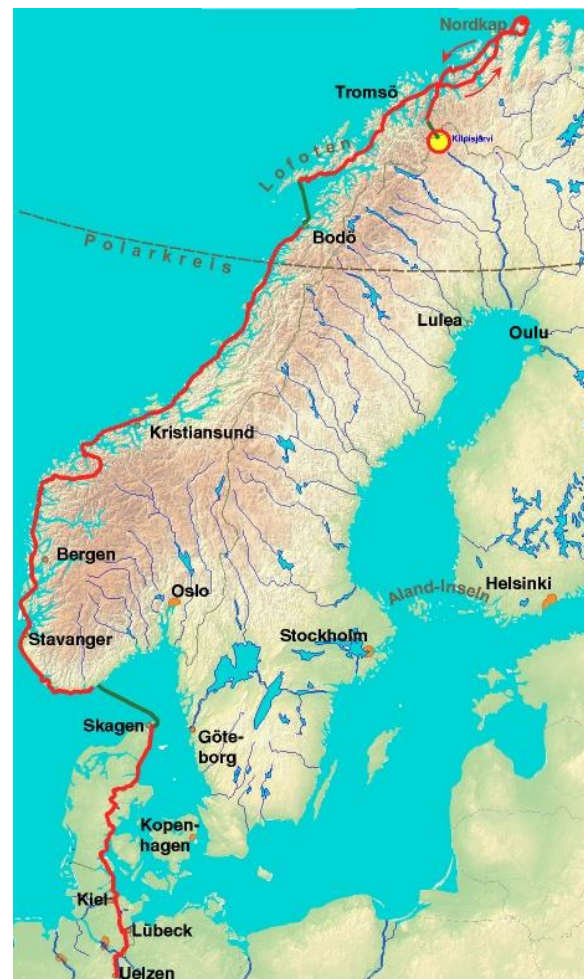 Nordkap
Tromsö
Kilpisjärvi
Lofoten
Bodö
Polarkreis
Lulea
Oulu
Kristiansund
Bergen
Oslo
Helsinki
Aland-Inseln
Stavanger
Stockholm
Skagen
Göte-
borg
Kopen-
hagen
Kiel
Lübeck
Uelzen